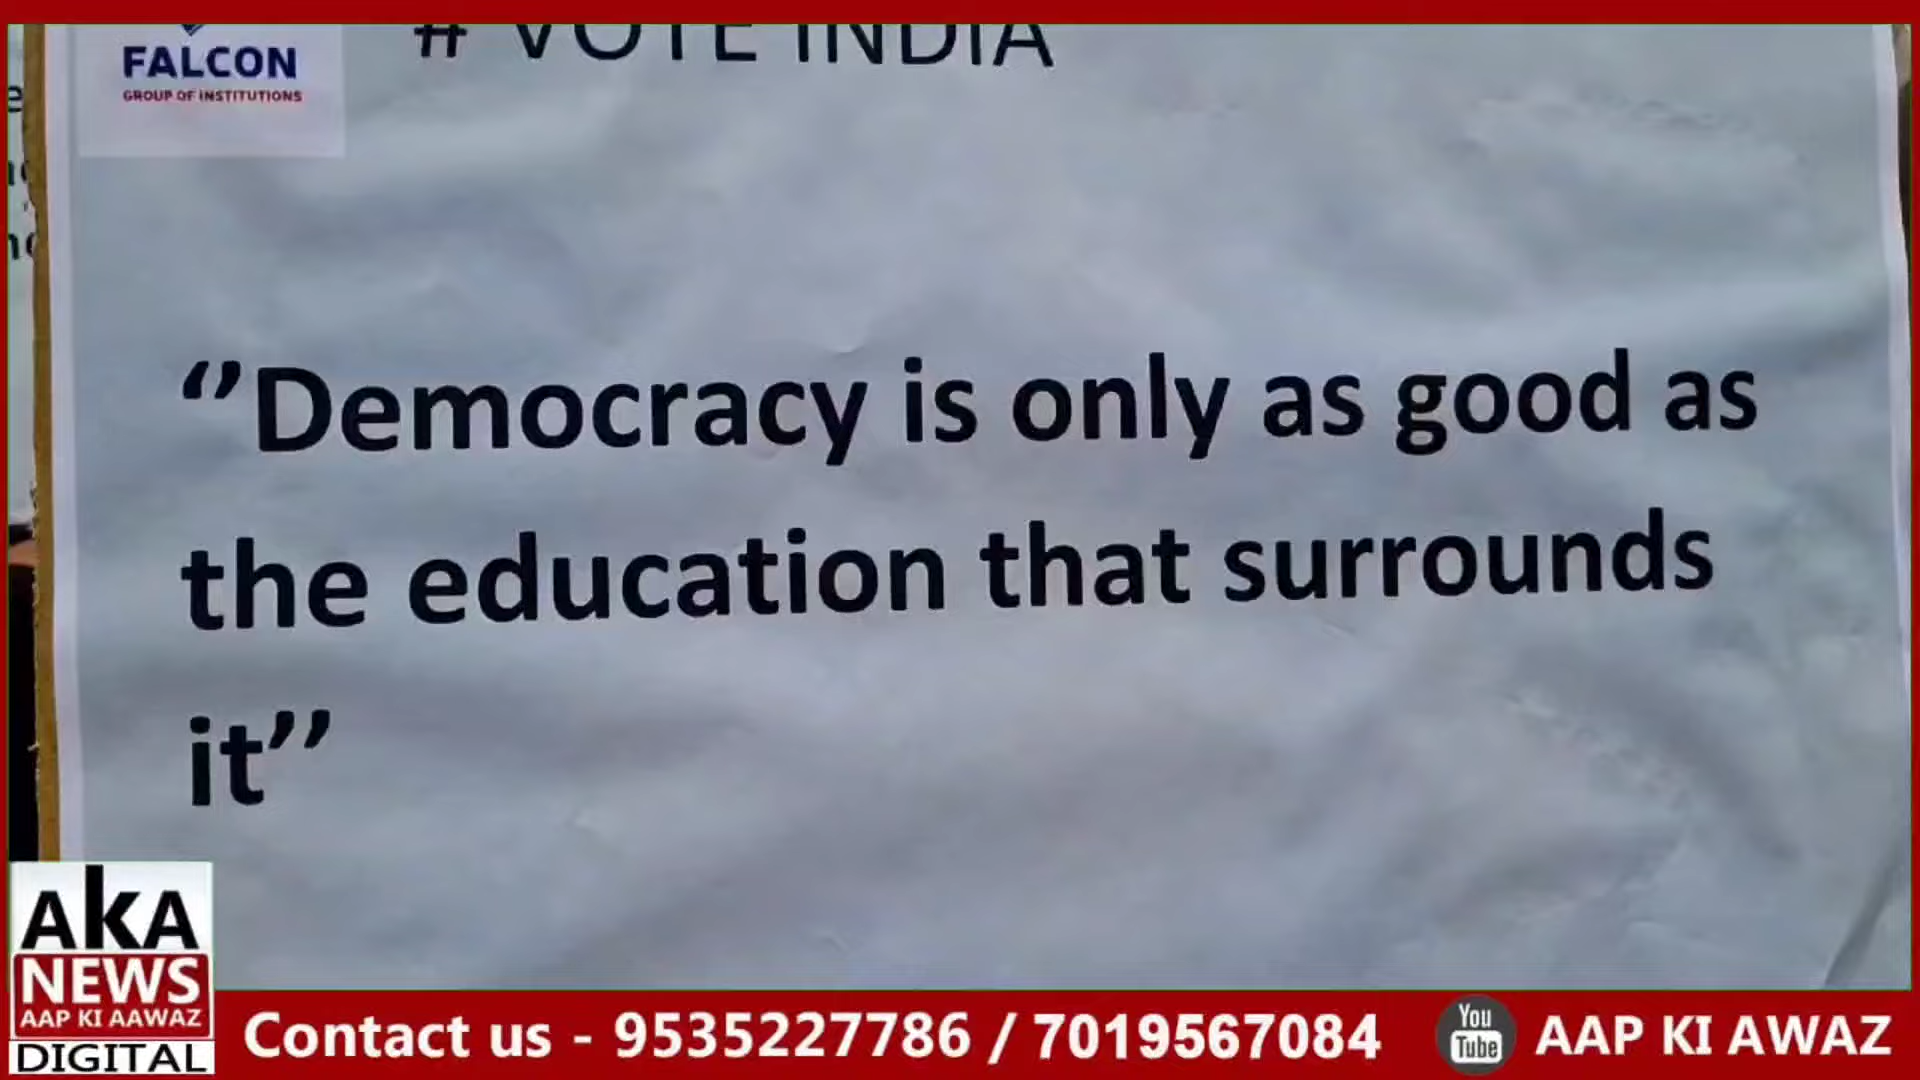 # VOTE INDIA
FALCON
GROUP OF INSTITUTIONS
‘’Democracy is only as good as
the education that surrounds
it’’
AKA
NEWS
AAP KI AAWAZ
DIGITAL
Contact us - 9535227786 / 7019567084
You
Tube
AAP KI AWAZ